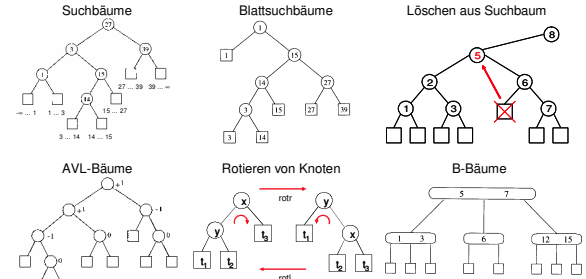 Suchbäume
27
3
39
1
15
27 ... 39
39 ... ∞
14
-∞ ... 1
1 ... 3
15 ... 27
3 ... 14
14 ... 15
Blattsuchbäume
1
1
15
14
27
3
15
27
39
3
14
Löschen aus Suchbaum
8
5
2
6
1
3
7
AVL-Bäume
+1
+1
-1
-1
0
0
0
Rotieren von Knoten
rotr
x
y
y
t3
t1
x
t1
t2
t2
t3
rotl
B-Bäume
5 7
1 3
6
12 15